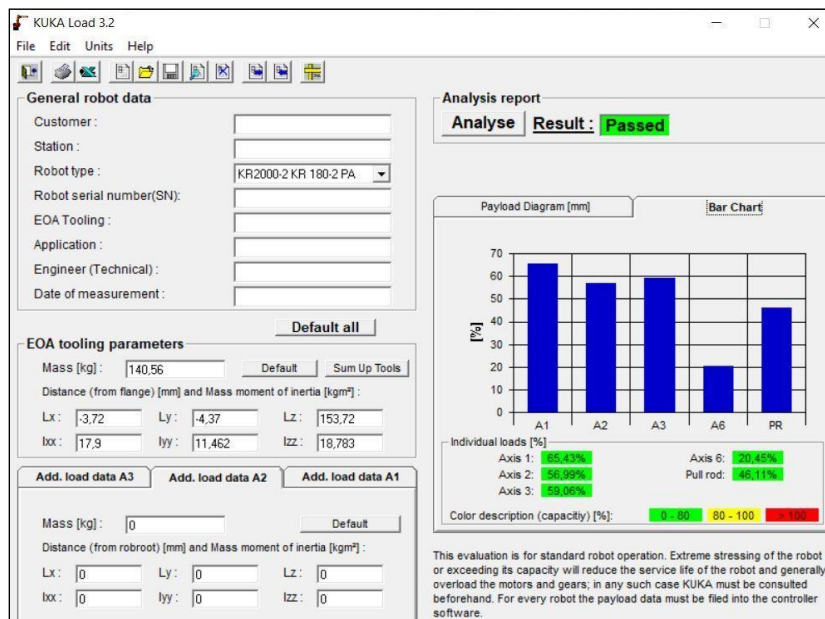 KUKA Load 3.2
File Edit Units Help
General robot data
Customer :
Station :
Robot type : KR2000-2 KR 180-2 PA
Robot serial number(SN):
EOA Tooling :
Application :
Engineer (Technical) :
Date of measurement :
Default all
EOA tooling parameters
Mass [kg] : 140,56 Default Sum Up Tools
Distance (from flange) [mm] and Mass moment of inertia [kgm²] :
Lx : -3,72 Ly : -4,37 Lz : 153,72
Ixx : 17,9 Iyy : 11,462 Izz : 18,783
Add. load data A3 Add. load data A2 Add. load data A1
Mass [kg] : 0 Default
Distance (from robroot) [mm] and Mass moment of inertia [kgm²] :
Lx : 0 Ly : 0 Lz : 0
Ixx : 0 Iyy : 0 Izz : 0
Analysis report
Analyse Result : Passed
Payload Diagram [mm] Bar Chart
70
60
50
40
30
20
10
0
[%]
A1 A2 A3 A6 PR
Individual loads [%]
Axis 1: 65,43% Axis 6: 20,45%
Axis 2: 56,99% Pull rod: 46,11%
Axis 3: 59,06%
Color description (capacitiy) [%]: 0 - 80 80 - 100 > 100
This evaluation is for standard robot operation. Extreme stressing of the robot
or exceeding its capacity will reduce the service life of the robot and generally
overload the motors and gears; in any such case KUKA must be consulted
beforehand. For every robot the payload data must be filed into the controller
software.